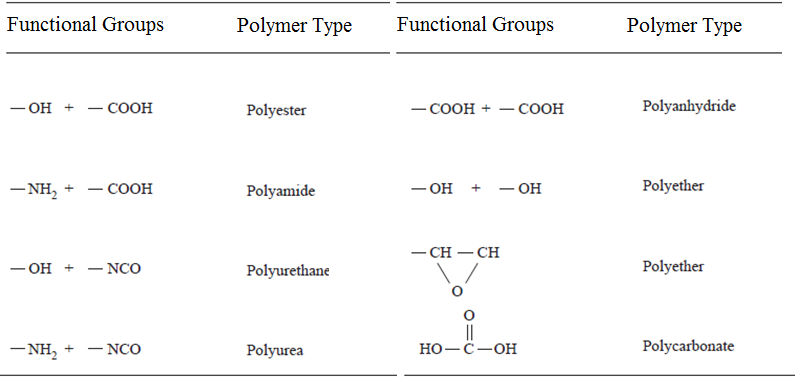 Functional Groups Polymer Type Functional Groups Polymer Type
— OH + — COOH Polyester — COOH + — COOH Polyanhydride
— NH₂ + — COOH Polyamide — OH + — OH Polyether
— OH + — NCO Polyurethane — CH — CH Polyether
O
O
— NH₂ + — NCO Polyurea HO — C — OH Polycarbonate